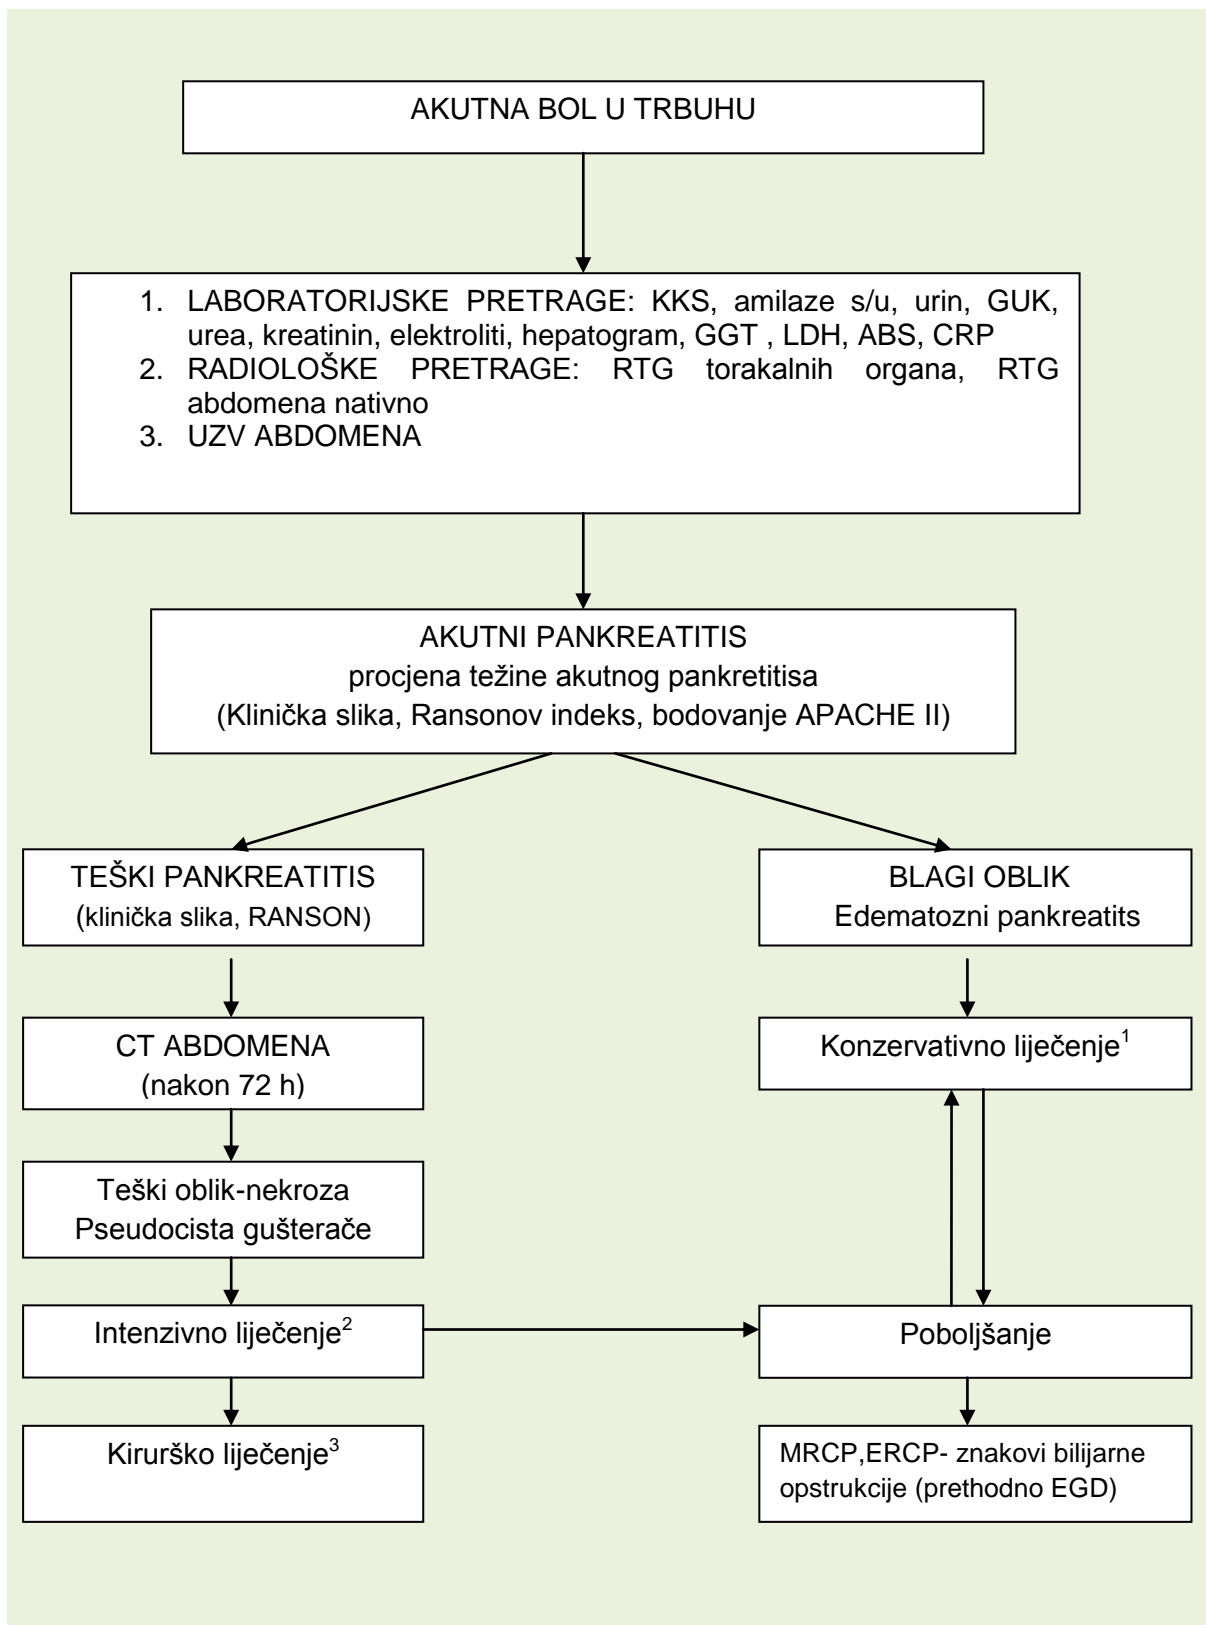 AKUTNA BOL U TRBUHU
1. LABORATORIJSKE PRETRAGE: KKS, amilaze s/u, urin, GUK,
urea, kreatinin, elektroliti, hepatogram, GGT , LDH, ABS, CRP
2. RADIOLOŠKE PRETRAGE: RTG torakalnih organa, RTG
abdomena nativno
3. UZV ABDOMENA
AKUTNI PANKREATITIS
procjena težine akutnog pankretitisa
(Klinička slika, Ransonov indeks, bodovanje APACHE II)
TEŠKI PANKREATITIS
(klinička slika, RANSON)
BLAGI OBLIK
Edematozni pankreatits
CT ABDOMENA
(nakon 72 h)
Konzervativno liječenje¹
Teški oblik-nekroza
Pseudocista gušterače
Intenzivno liječenje²
Poboljšanje
Kirurško liječenje³
MRCP,ERCP- znakovi bilijarne
opstrukcije (prethodno EGD)